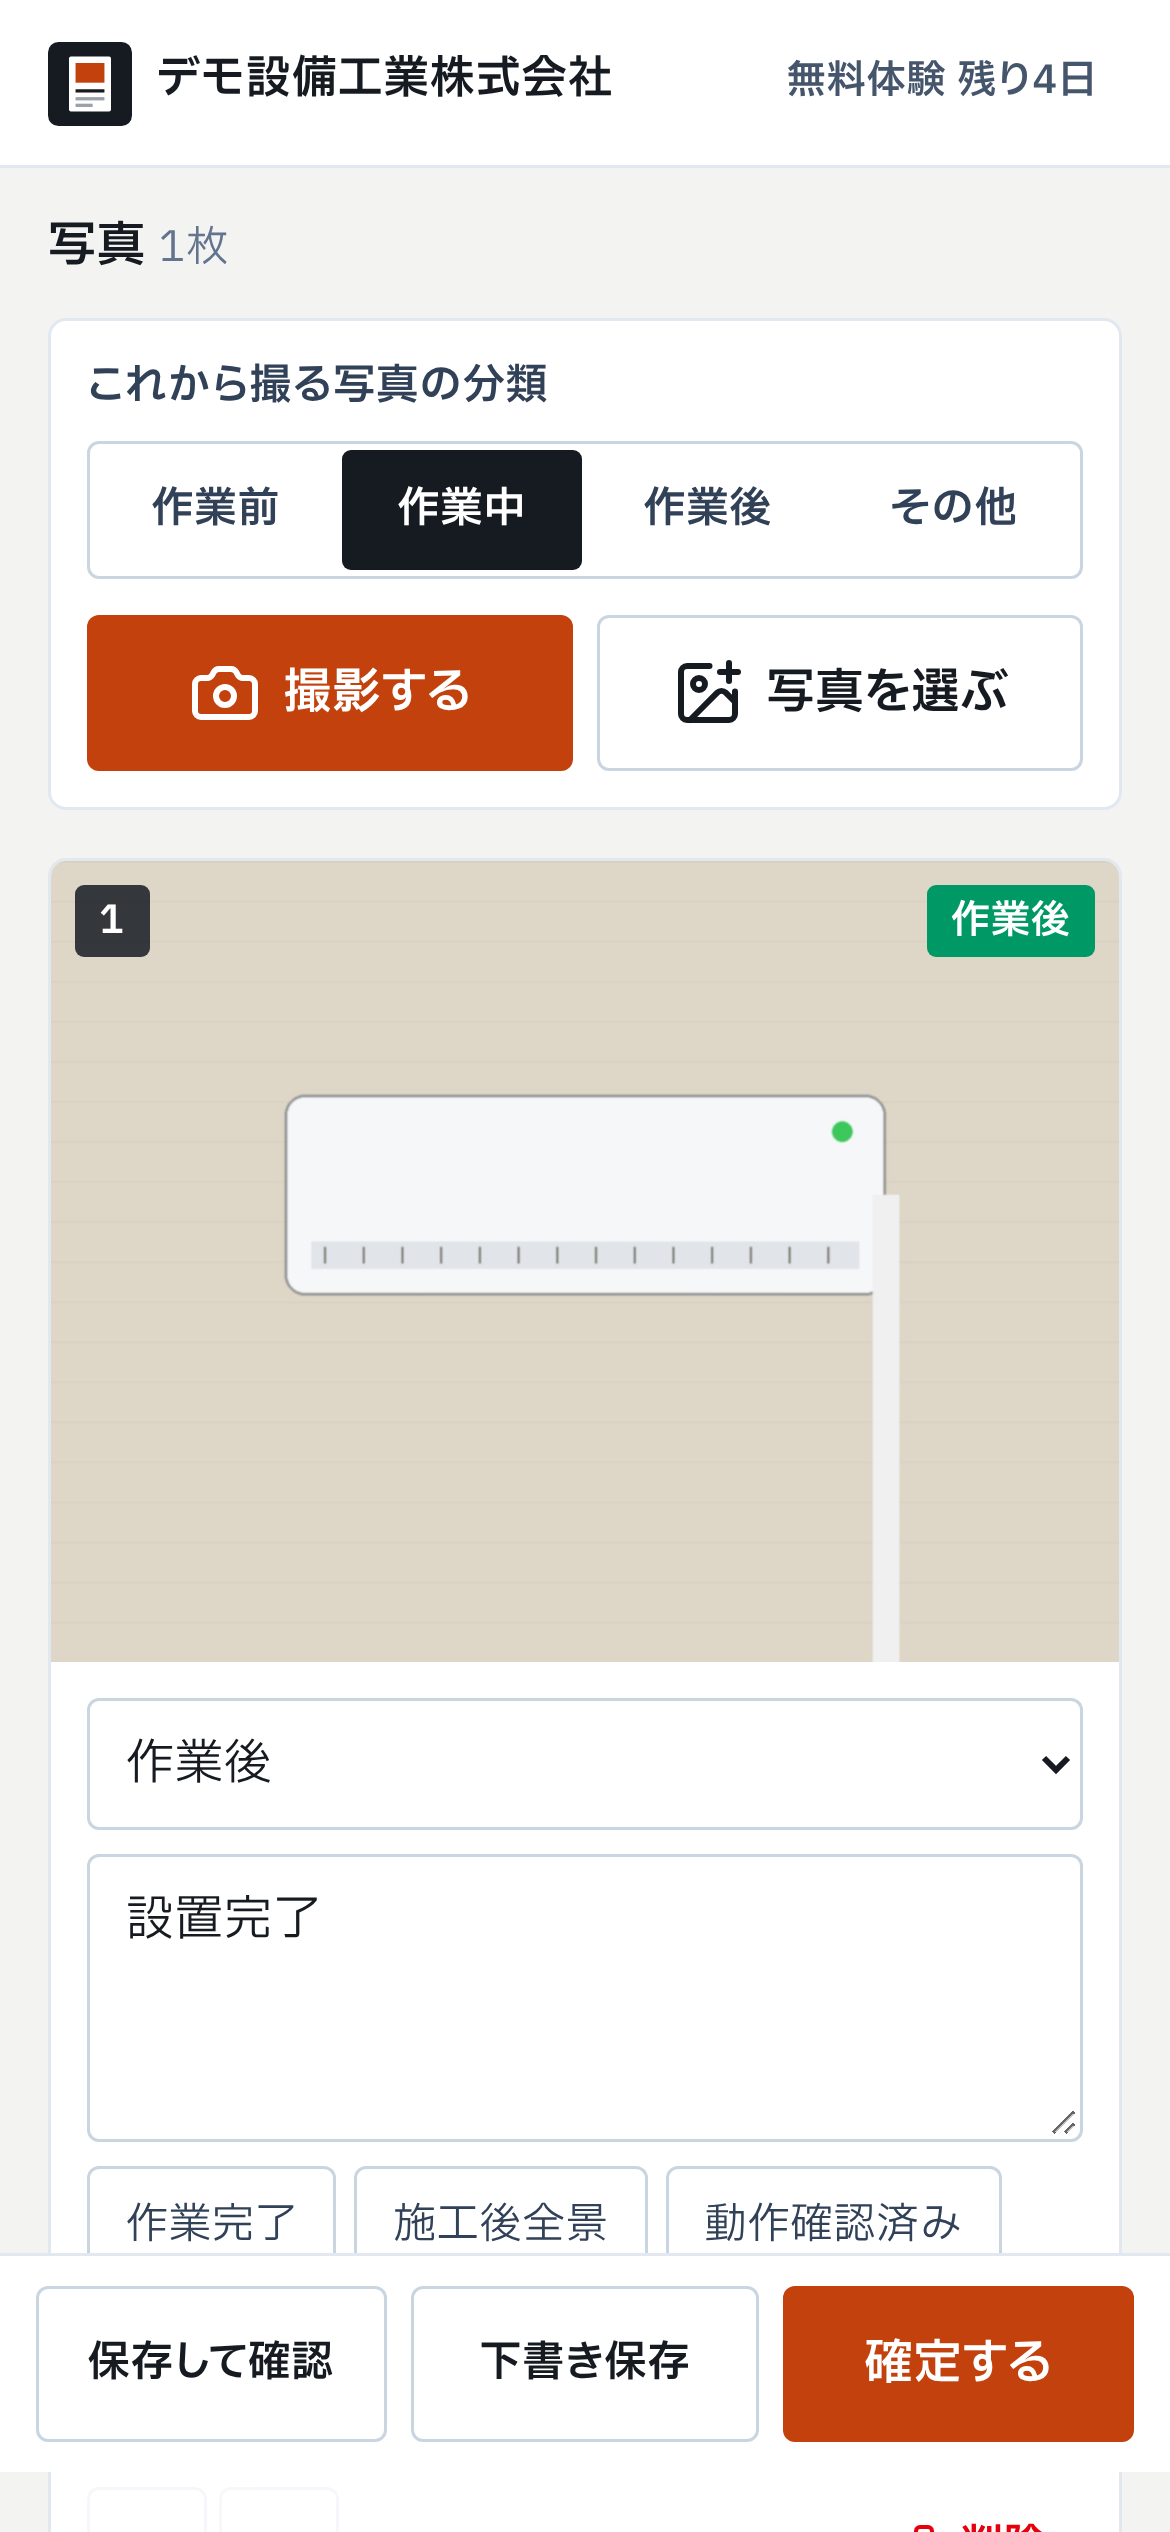 デモ設備工業株式会社
無料体験 残り4日
写真 1枚
これから撮る写真の分類
作業前 作業中 作業後 その他
撮影する 写真を選ぶ
1 作業後
作業後
設置完了
作業完了 施工後全景 動作確認済み
保存して確認 下書き保存 確定する